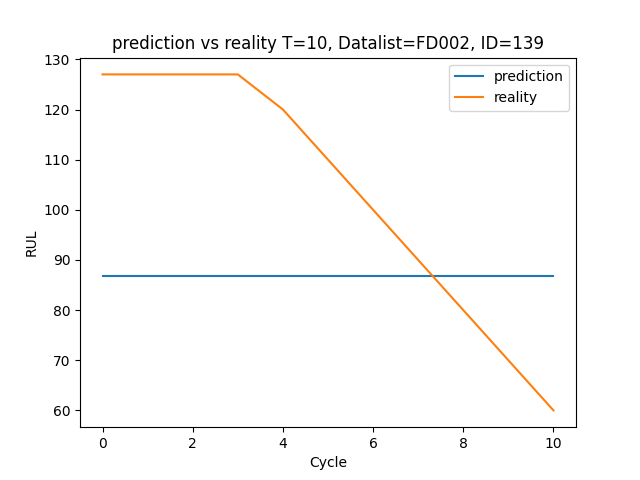 prediction vs reality T=10, Datalist=FD002, ID=139
prediction
reality
130
120
110
100
90
80
70
60
RUL
0 2 4 6 8 10
Cycle